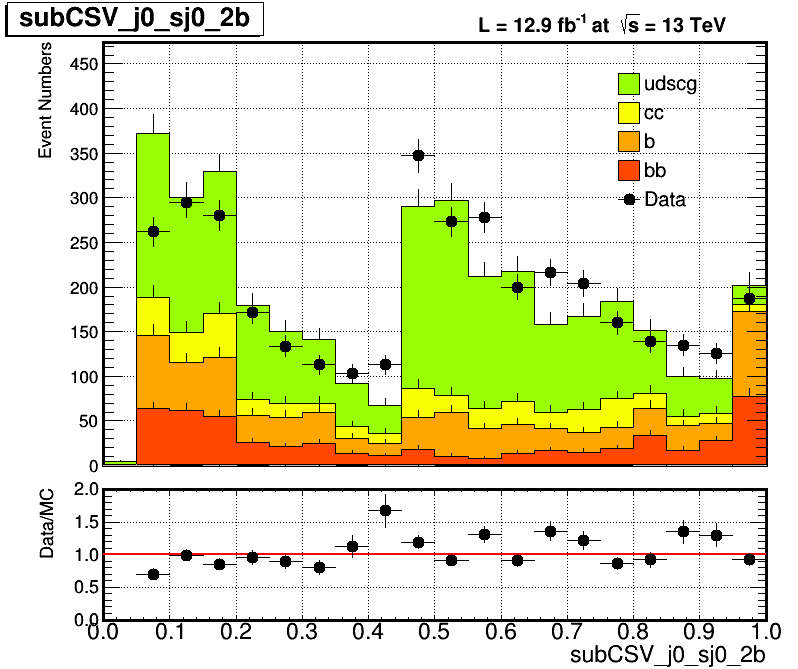 subCSV_j0_sj0_2b
L = 12.9 fb-1 at √s = 13 TeV
Event Numbers
450
400
350
300
250
200
150
100
50
0
udscg
cc
b
bb
Data
Data/MC
2.0
1.5
1.0
0.5
0.0
0.0 0.1 0.2 0.3 0.4 0.5 0.6 0.7 0.8 0.9 1.0
subCSV_j0_sj0_2b